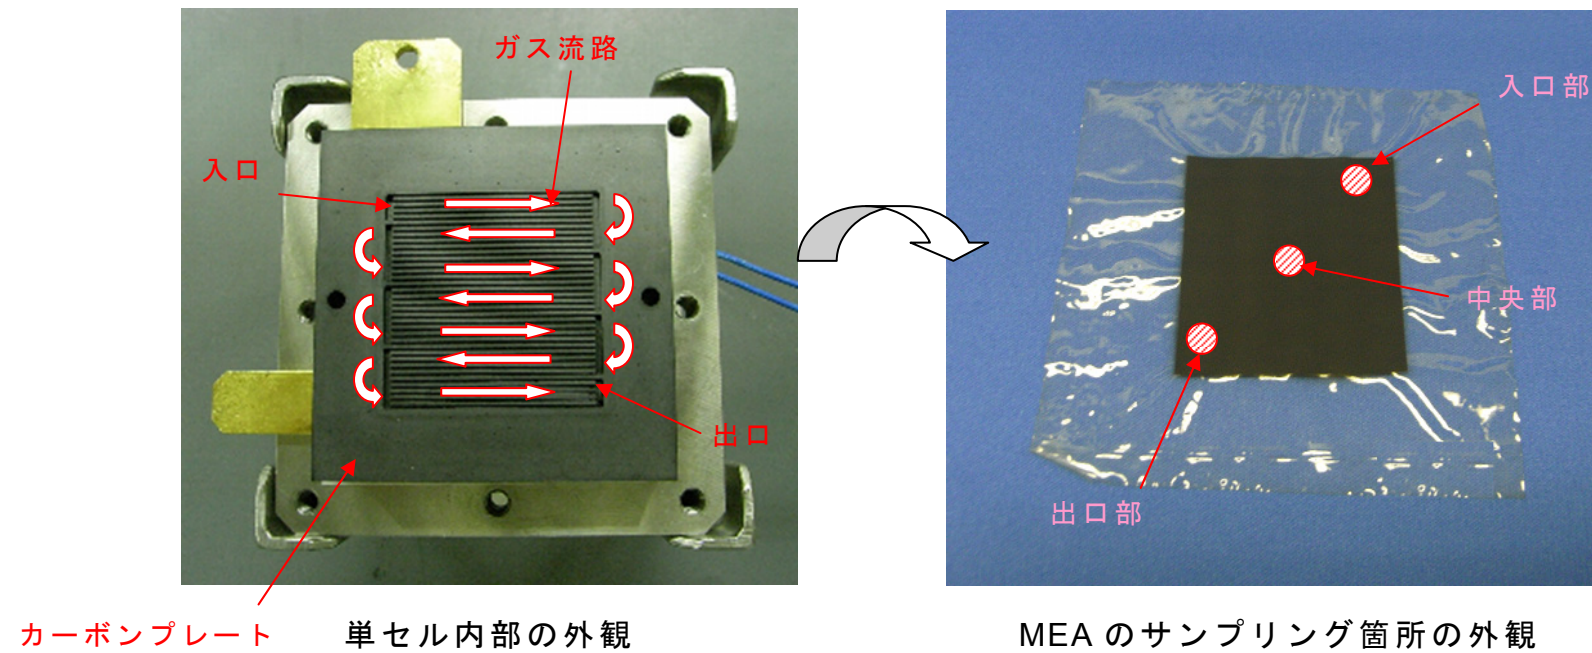 ガス流路
入口
出口
カーボンプレート
単セル内部の外観
入口部
中央部
出口部
MEAのサンプリング箇所の外観